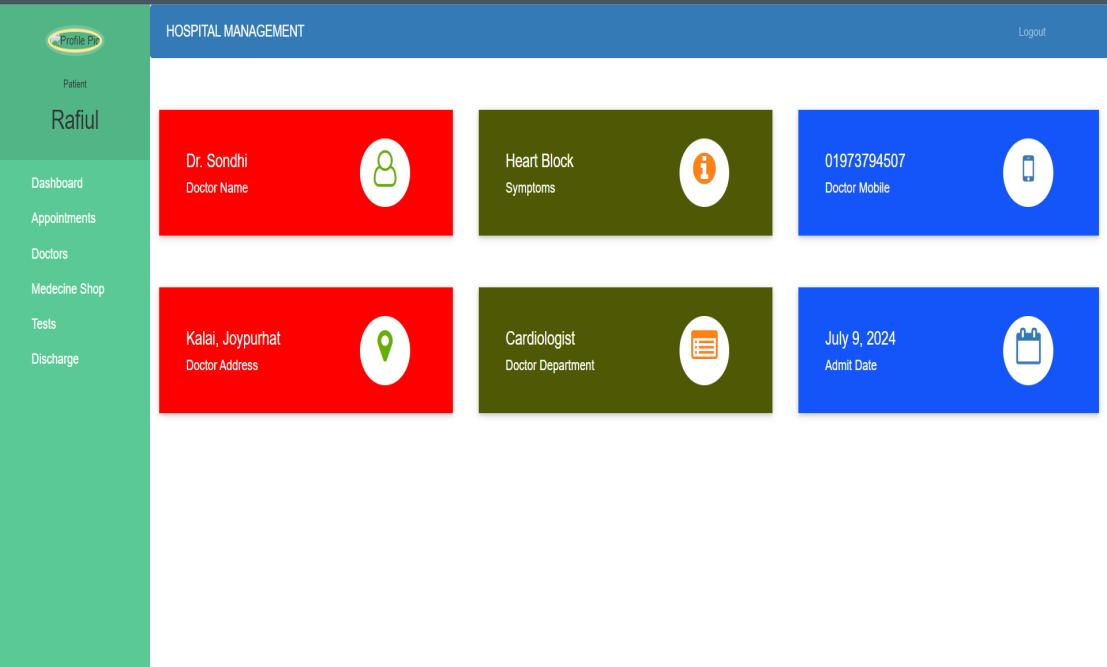 Profile Pi
Patient
Rafiul
Dashboard
Appointments
Doctors
Medecine Shop
Tests
Discharge
HOSPITAL MANAGEMENT
Logout
Dr. Sondhi
Doctor Name
Heart Block
Symptoms
01973794507
Doctor Mobile
Kalai, Joypurhat
Doctor Address
Cardiologist
Doctor Department
July 9, 2024
Admit Date